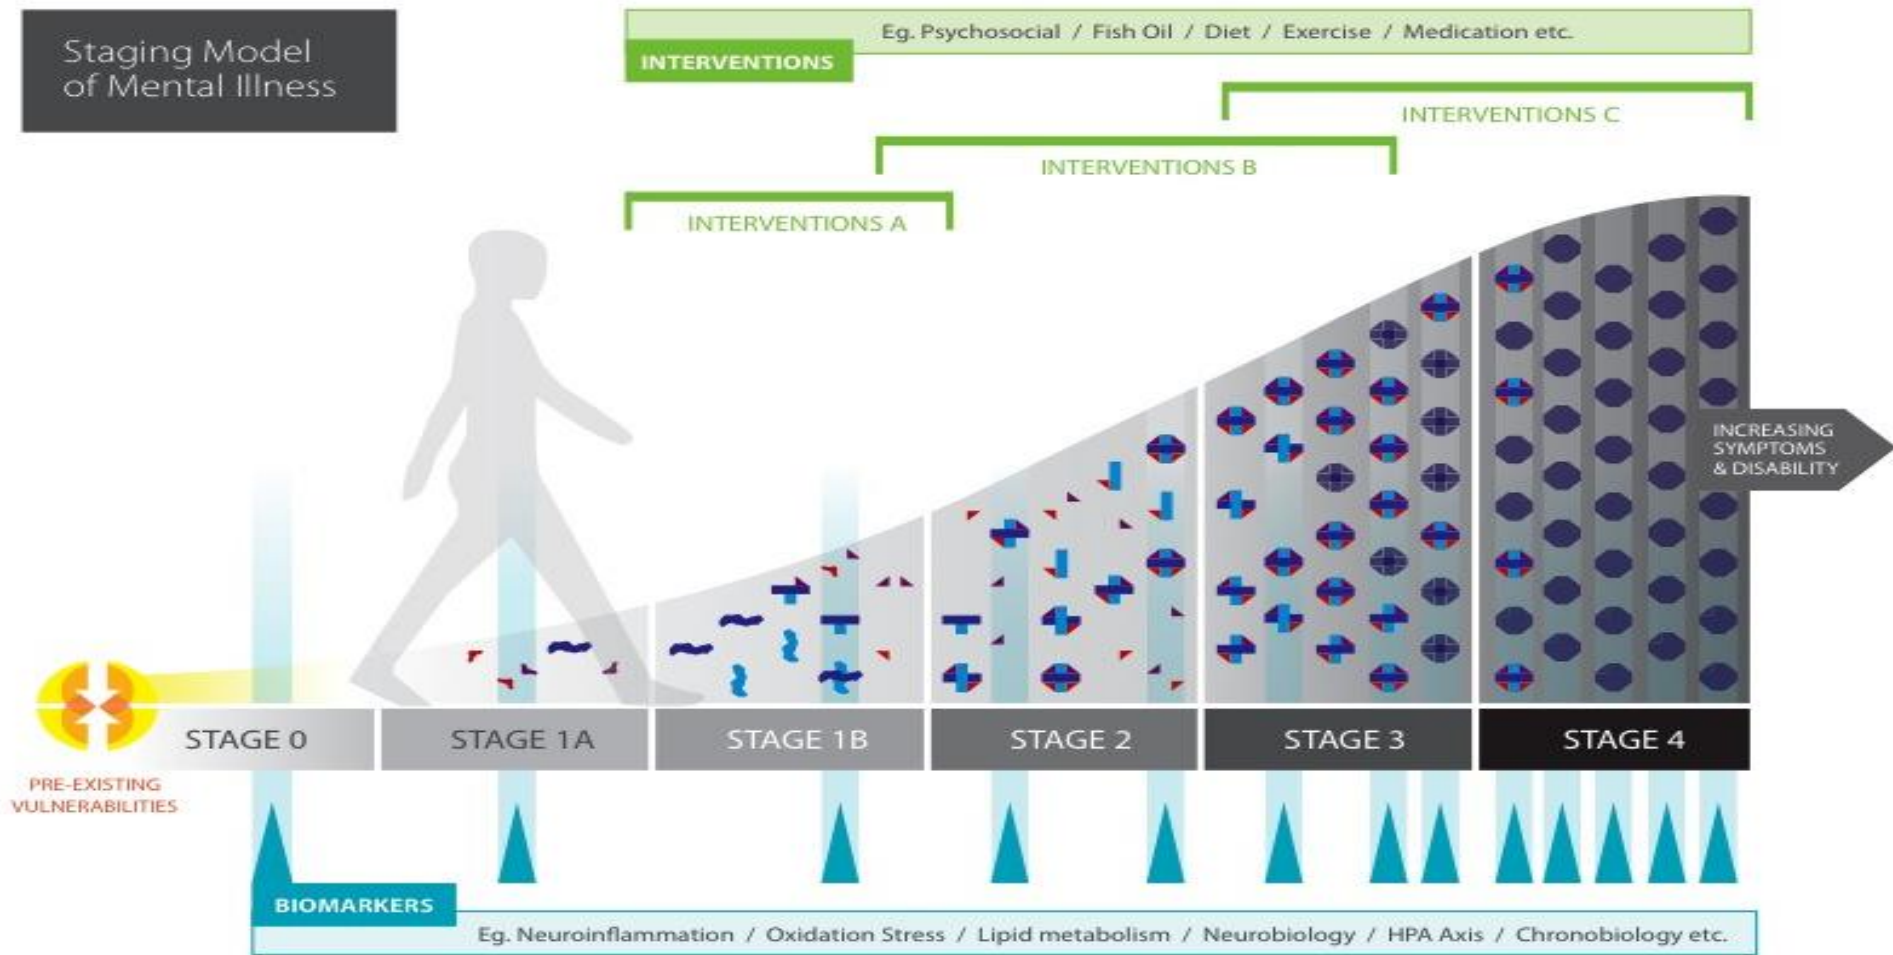 Staging Model
of Mental Illness
Eg. Psychosocial / Fish Oil / Diet / Exercise / Medication etc.
INTERVENTIONS
INTERVENTIONS C
INTERVENTIONS B
INTERVENTIONS A
INCREASING
SYMPTOMS
& DISABILITY
STAGE 0
STAGE 1A
STAGE 1B
STAGE 2
STAGE 3
STAGE 4
PRE-EXISTING
VULNERABILITIES
BIOMARKERS
Eg. Neuroinflammation / Oxidation Stress / Lipid metabolism / Neurobiology / HPA Axis / Chronobiology etc.